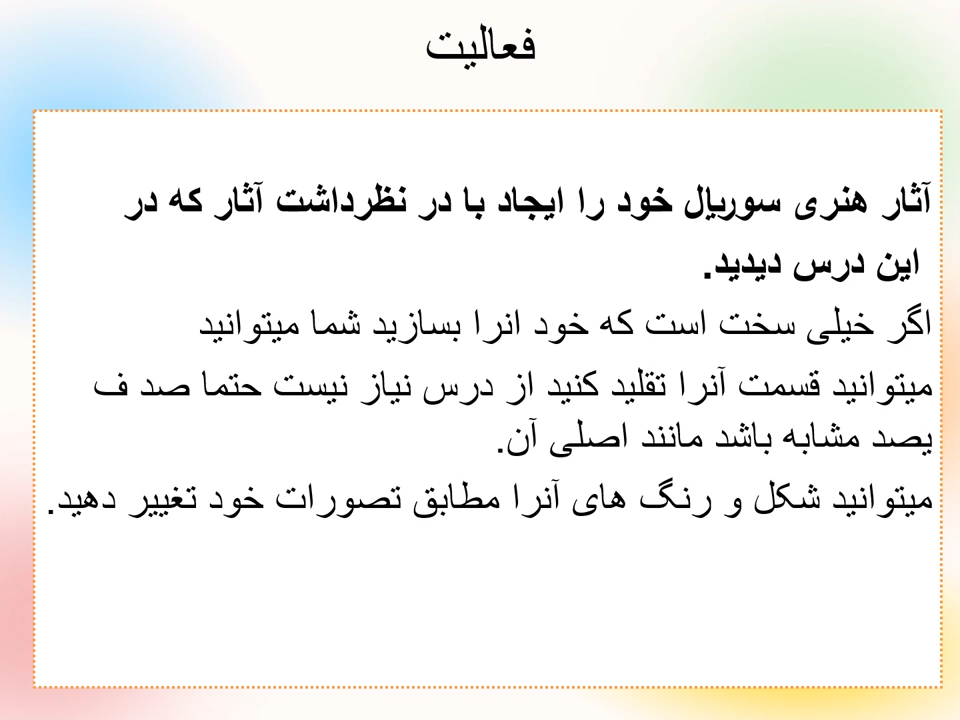 فعالیت
آثار هنری سوریال خود را ایجاد با در نظرداشت آثار که در
این درس دیدید.
اگر خیلی سخت است که خود انرا بسازید شما میتوانید
میتوانید قسمت آنرا تقلید کنید از درس نیاز نیست حتما صد ف
یصد مشابه باشد مانند اصلی آن.
میتوانید شکل و رنگ های آنرا مطابق تصورات خود تغییر دهید.